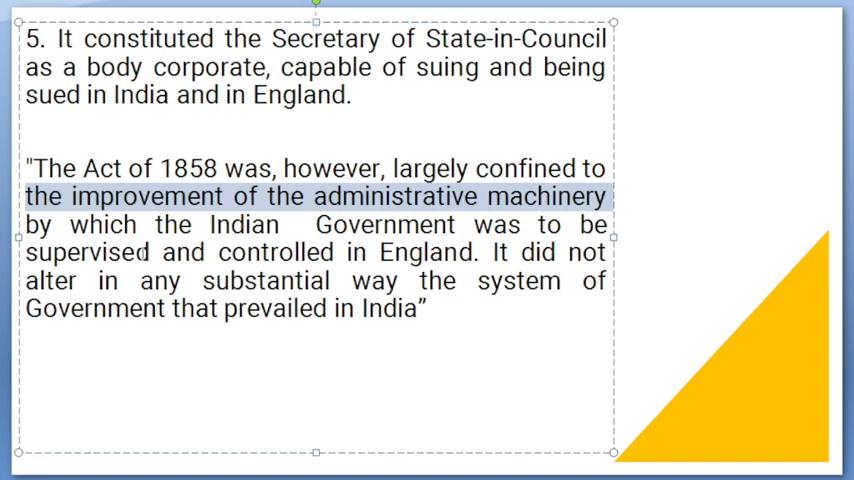 5. It constituted the Secretary of State-in-Council
as a body corporate, capable of suing and being
sued in India and in England.
"The Act of 1858 was, however, largely confined to
the improvement of the administrative machinery
by which the Indian Government was to be
supervised and controlled in England. It did not
alter in any substantial way the system of
Government that prevailed in India”